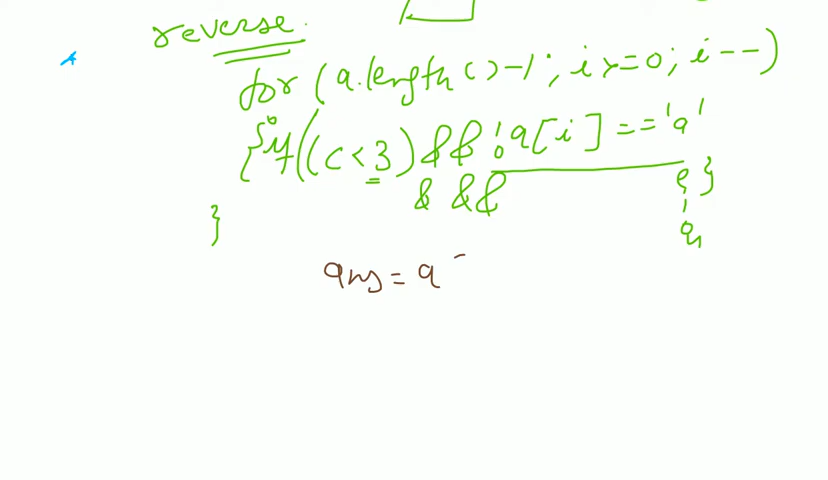 reverse.
for (a.length()-1; i>=0; i--)
{if((c<3) && !a[i]=='a'
& && e }
} i
ans = a